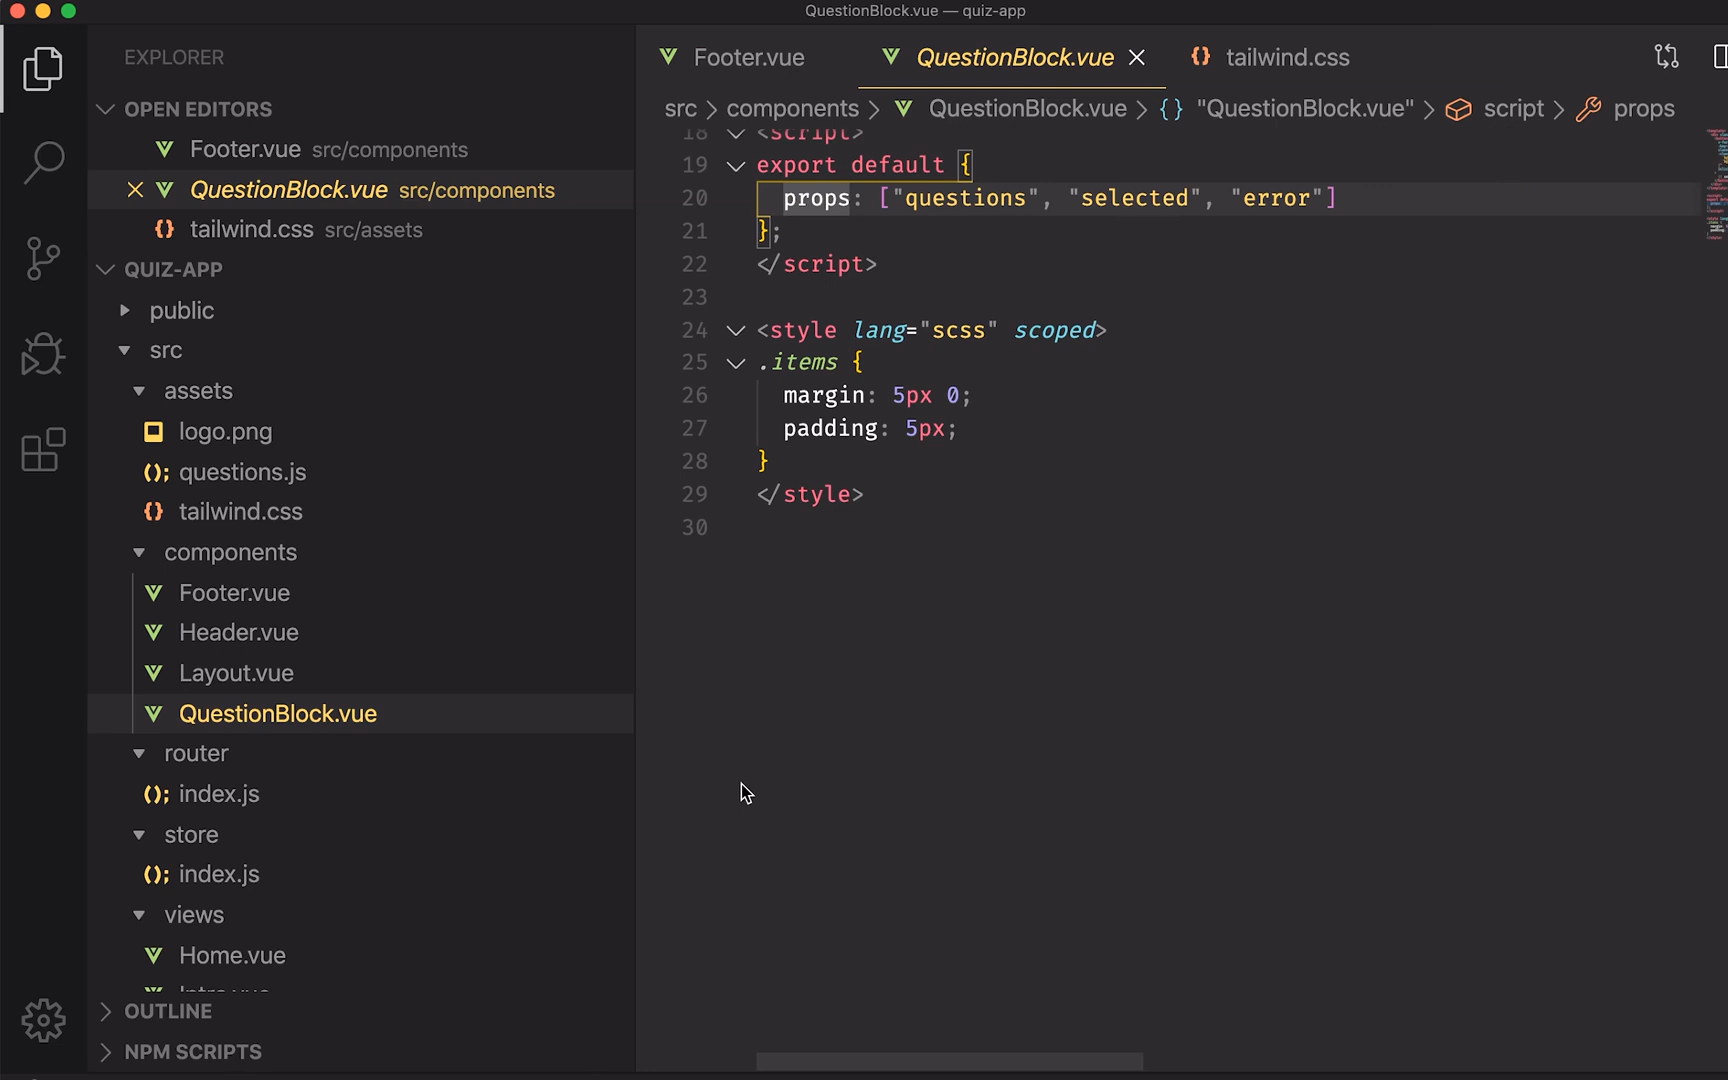 QuestionBlock.vue — quiz-app
EXPLORER
OPEN EDITORS
Footer.vue src/components
QuestionBlock.vue src/components
tailwind.css src/assets
QUIZ-APP
public
src
assets
logo.png
questions.js
tailwind.css
components
Footer.vue
Header.vue
Layout.vue
QuestionBlock.vue
router
index.js
store
index.js
views
Home.vue
Intro.vue
OUTLINE
NPM SCRIPTS
Footer.vue QuestionBlock.vue tailwind.css
src > components > QuestionBlock.vue > {} "QuestionBlock.vue" > script > props
18 <script>
19 export default {
20 props: ["questions", "selected", "error"]
21 };
22 </script>
23
24 <style lang="scss" scoped>
25 .items {
26 margin: 5px 0;
27 padding: 5px;
28 }
29 </style>
30